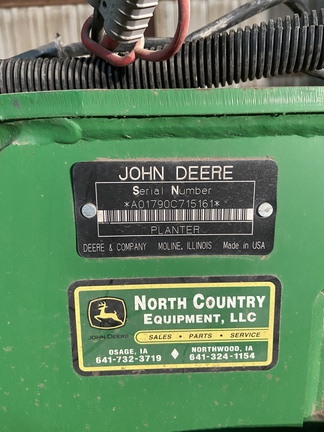 JOHN DEERE
Serial Number
*A01790C715161*
PLANTER
DEERE & COMPANY MOLINE, ILLINOIS Made in USA
NORTH COUNTRY
EQUIPMENT, LLC
JOHN DEERE
SALES • PARTS • SERVICE
OSAGE, IA NORTHWOOD, IA
641-732-3719 ♦ 641-324-1154